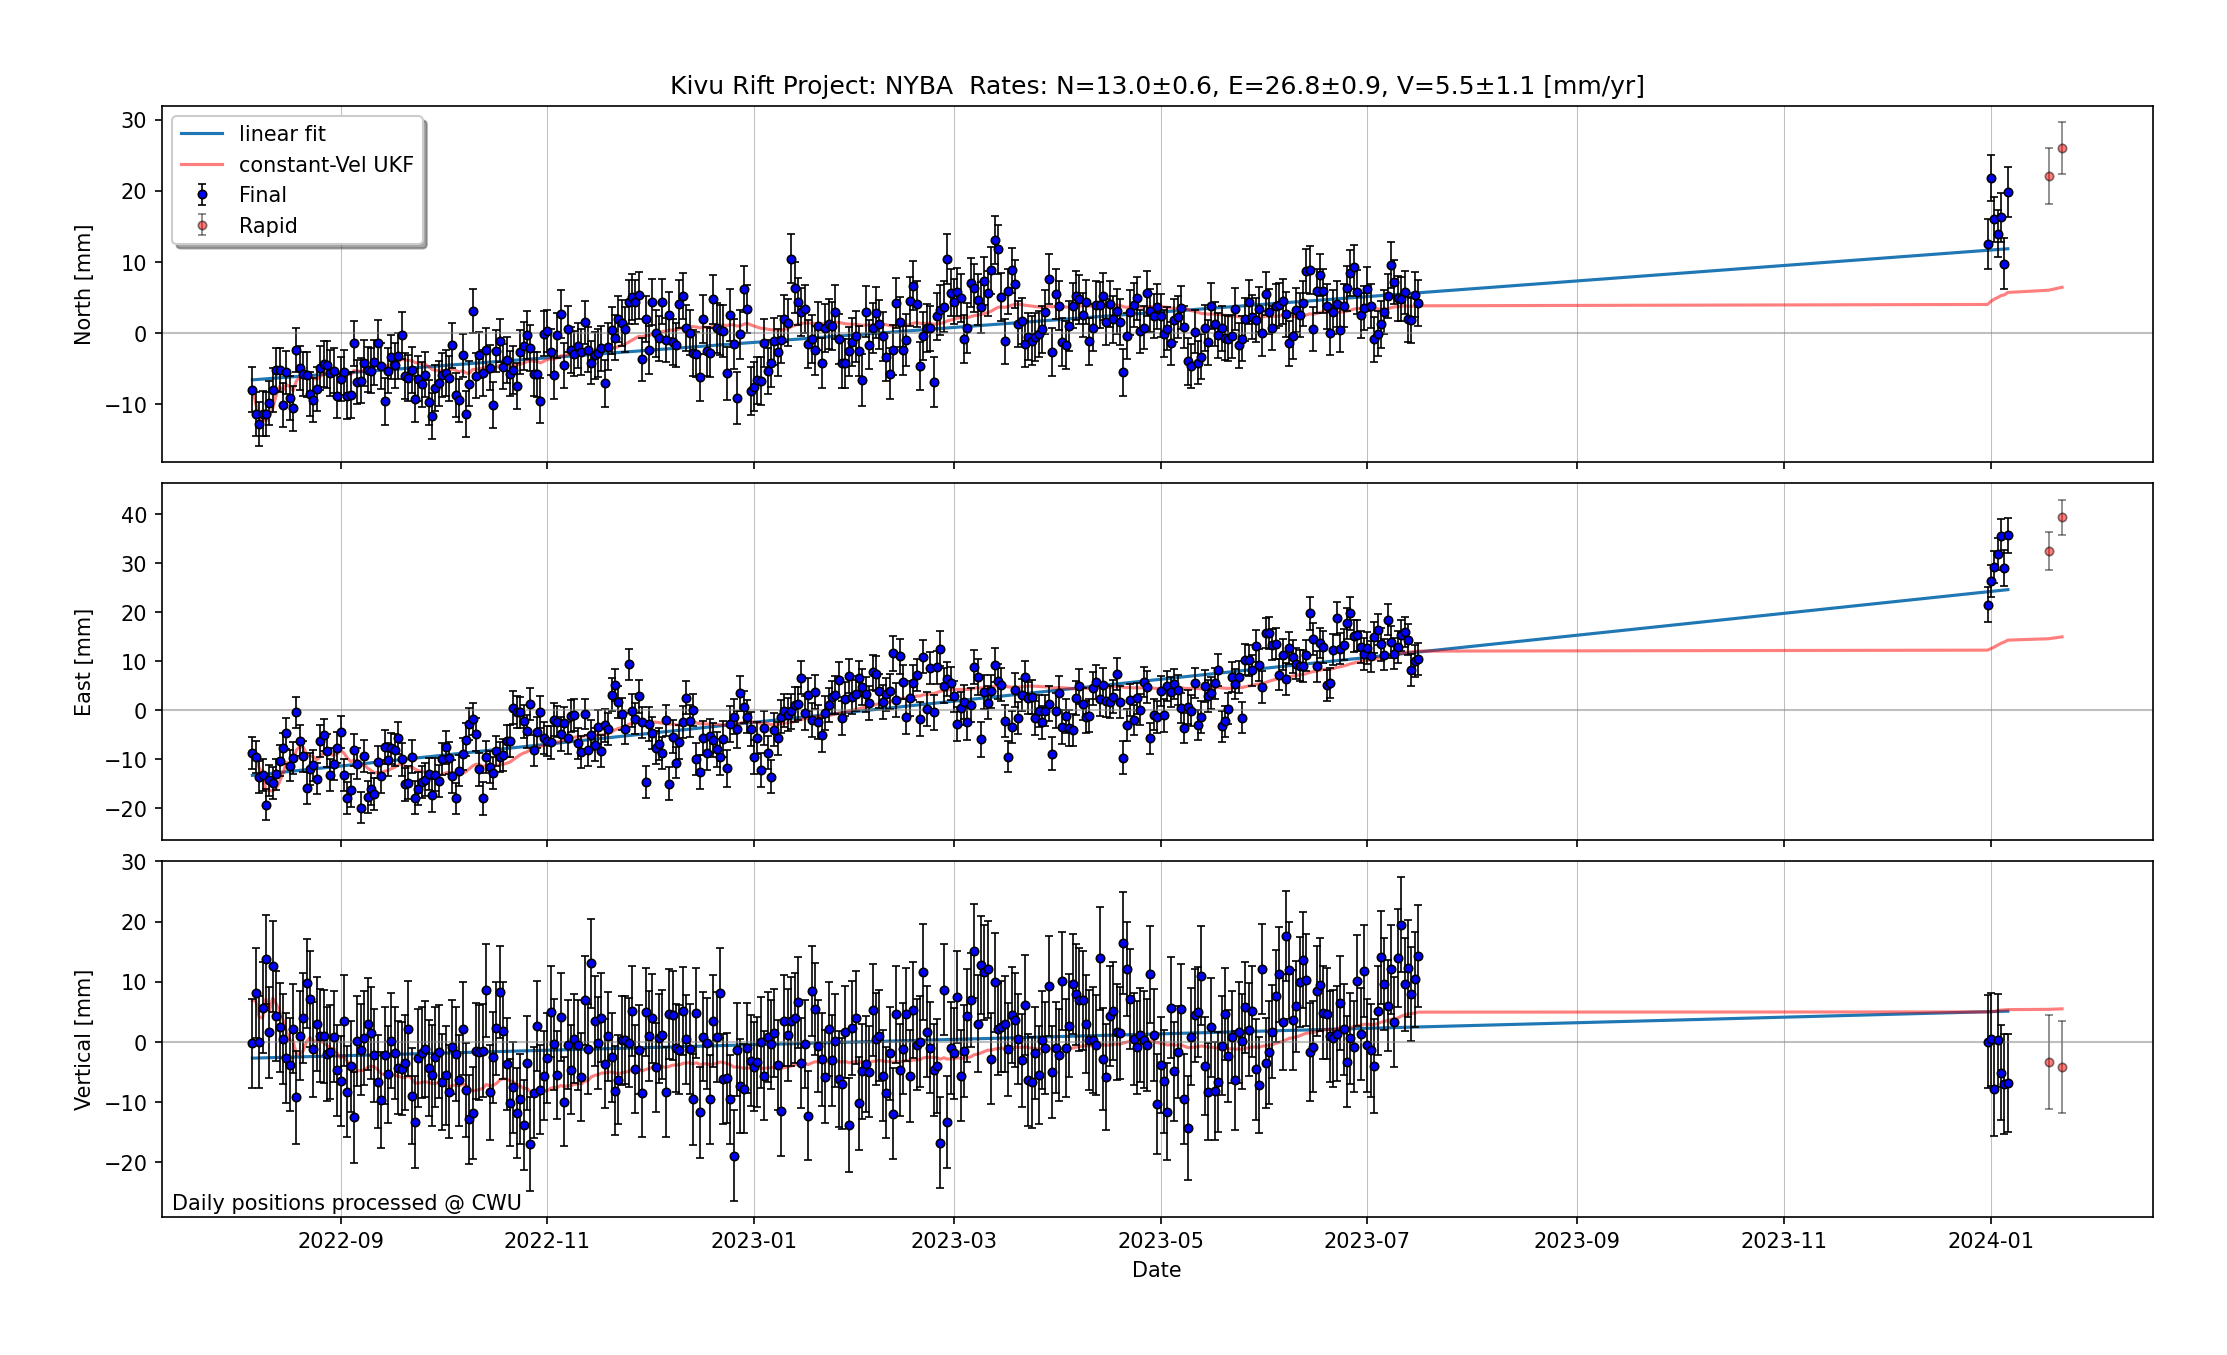 Kivu Rift Project: NYBA  Rates: N=13.0±0.6, E=26.8±0.9, V=5.5±1.1 [mm/yr]
linear fit
constant-Vel UKF
Final
Rapid
North [mm]
30
20
10
0
−10
East [mm]
40
30
20
10
0
−10
−20
Vertical [mm]
30
20
10
0
−10
−20
Daily positions processed @ CWU
2022-09 2022-11 2023-01 2023-03 2023-05 2023-07 2023-09 2023-11 2024-01
Date